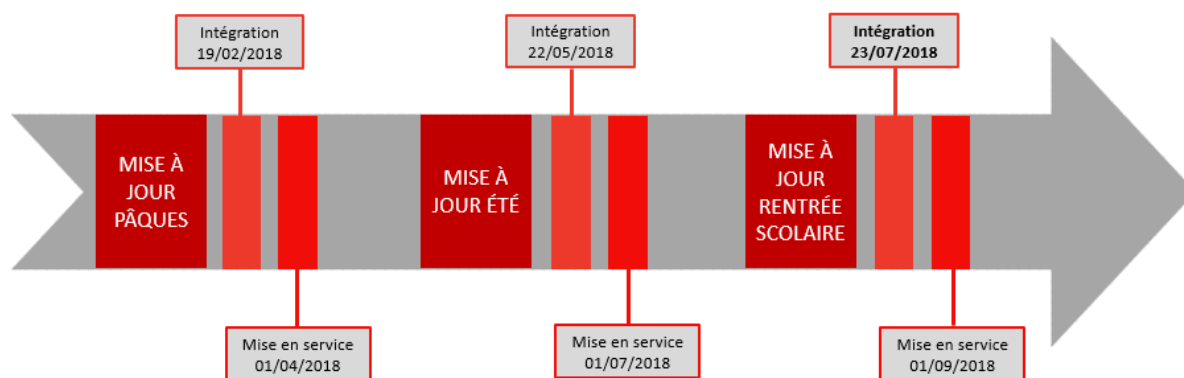 Intégration
19/02/2018
Intégration
22/05/2018
Intégration
23/07/2018
MISE À
JOUR
PÂQUES
MISE À
JOUR ÉTÉ
MISE À
JOUR
RENTRÉE
SCOLAIRE
Mise en service
01/04/2018
Mise en service
01/07/2018
Mise en service
01/09/2018